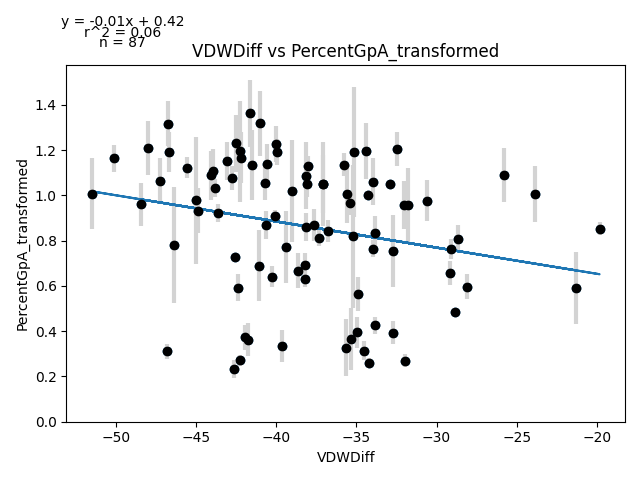 y = -0.01x + 0.42
r^2 = 0.06
n = 87
VDWDiff vs PercentGpA_transformed
PercentGpA_transformed
1.4
1.2
1.0
0.8
0.6
0.4
0.2
0.0
−50
−45
−40
−35
−30
−25
−20
VDWDiff